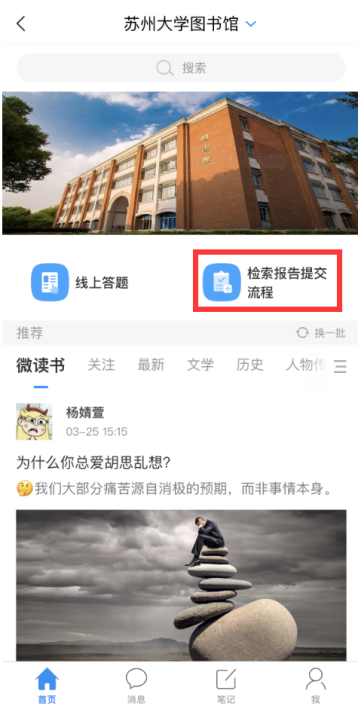 苏州大学图书馆
搜索
线上答题
检索报告提交
流程
推荐
换一批
微读书 关注 最新 文学 历史 人物传
杨婧萱
03-25 15:15
为什么你总爱胡思乱想?
🤔我们大部分痛苦源自消极的预期，而非事情本身。
首页 消息 笔记 我